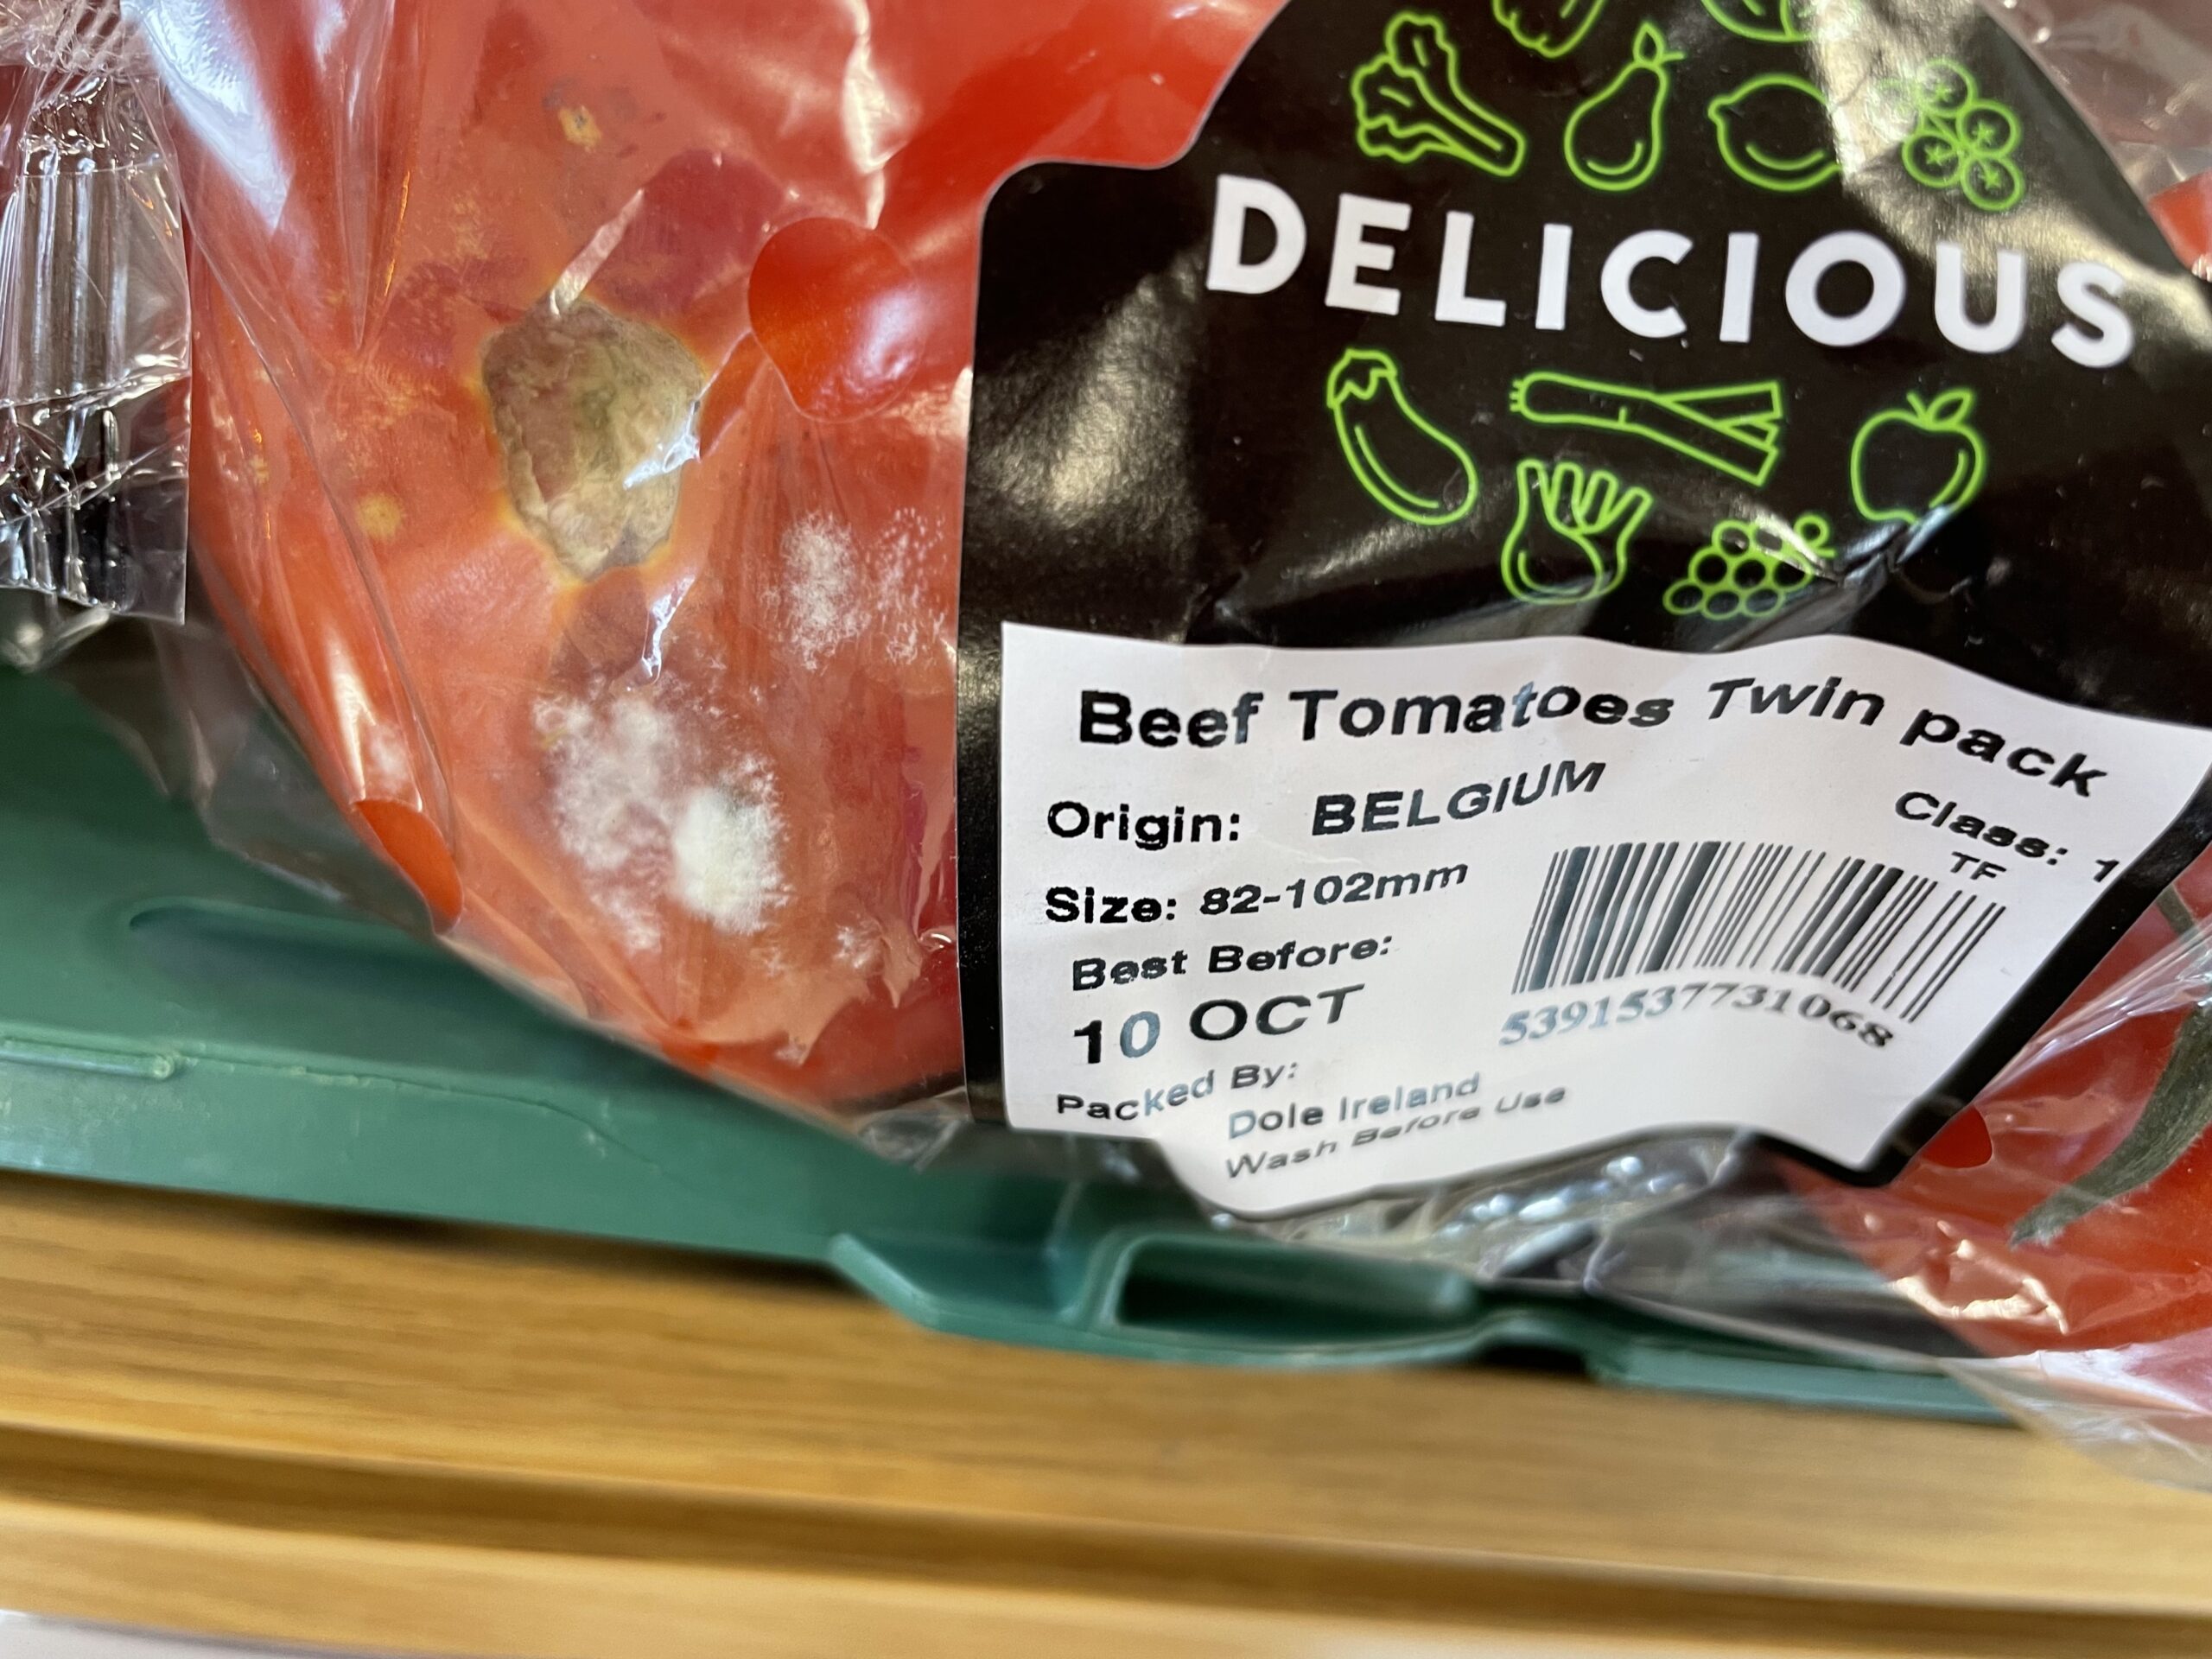 DELICIOUS
Beef Tomatoes Twin pack
Origin: BELGIUM
Class: 1
Size: 82-102mm
TF
Best Before:
10 OCT
5391537731068
Packed By:
Dole Ireland
Wash Before Use